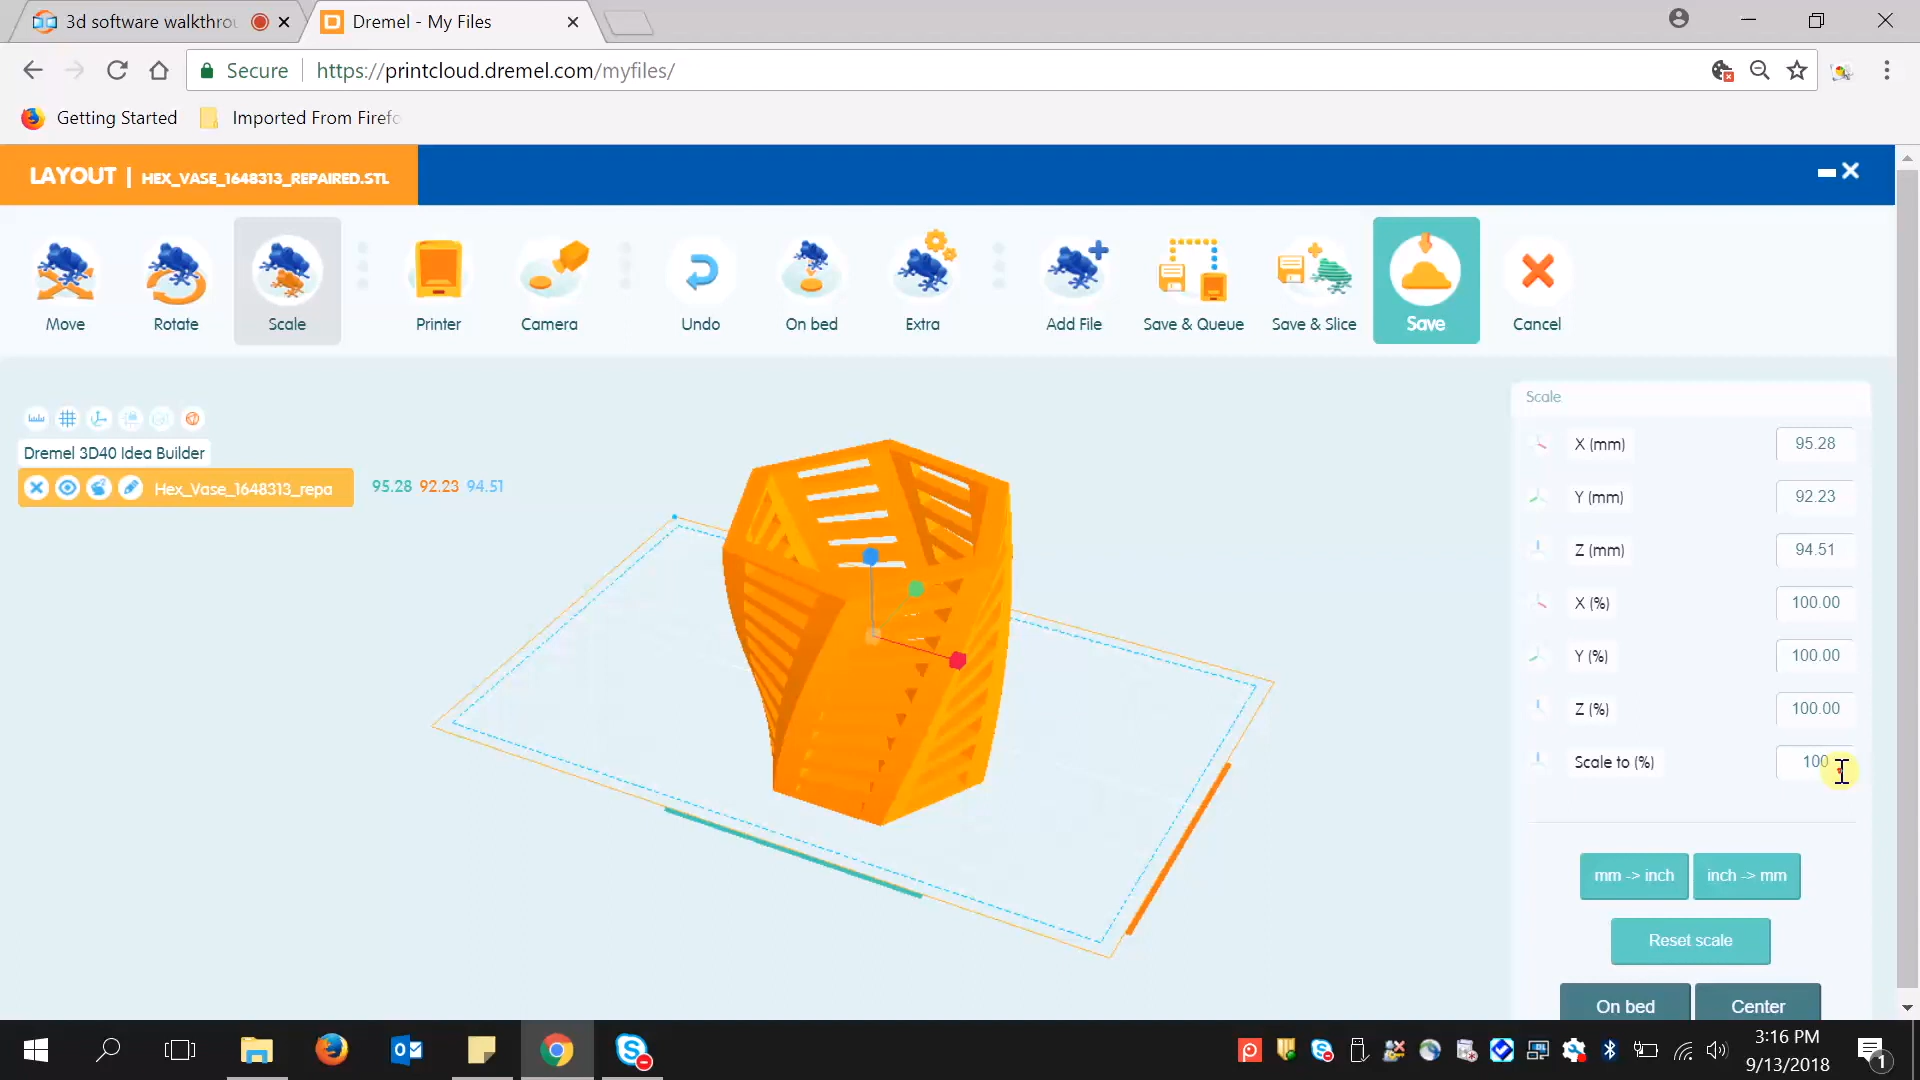 3d software walkthro
Dremel - My Files
Secure
https://printcloud.dremel.com/myfiles/
Getting Started
Imported From Firefo
LAYOUT | HEX_VASE_1648313_REPAIRED.STL
Move
Rotate
Scale
Printer
Camera
Undo
On bed
Extra
Add File
Save & Queue
Save & Slice
Save
Cancel
Dremel 3D40 Idea Builder
Hex_Vase_1648313_repa
95.28 92.23 94.51
Scale
X (mm) 95.28
Y (mm) 92.23
Z (mm) 94.51
X (%) 100.00
Y (%) 100.00
Z (%) 100.00
Scale to (%) 100
mm -> inch
inch -> mm
Reset scale
On bed
Center
3:16 PM
9/13/2018
1